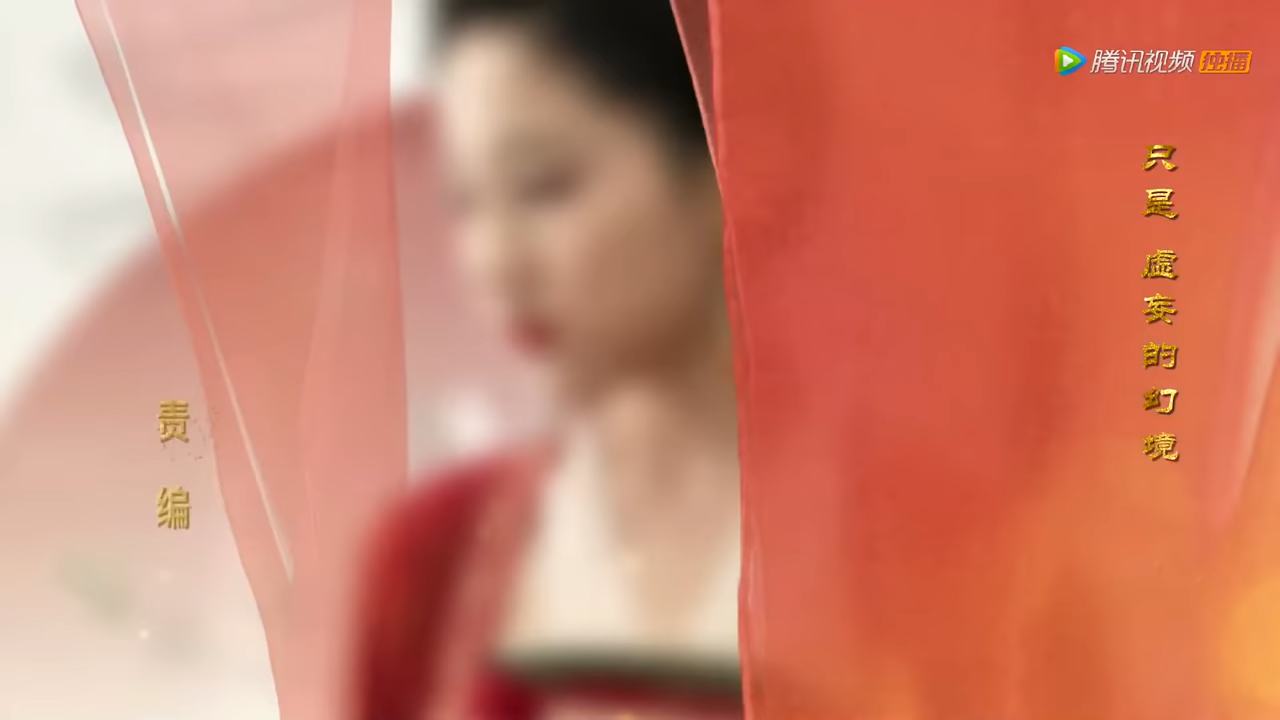 腾讯视频 独播
只是 虚妄的幻境
责编